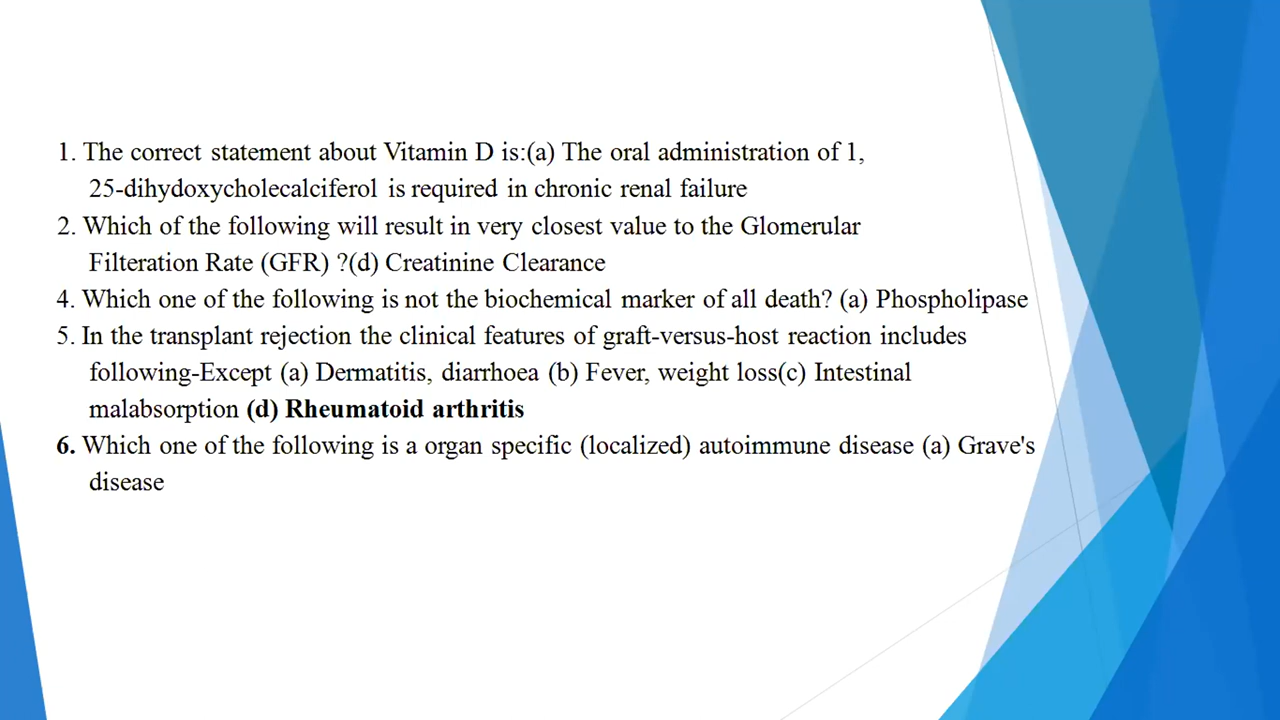 1. The correct statement about Vitamin D is:(a) The oral administration of 1,
25-dihydoxycholecalciferol is required in chronic renal failure
2. Which of the following will result in very closest value to the Glomerular
Filteration Rate (GFR) ?(d) Creatinine Clearance
4. Which one of the following is not the biochemical marker of all death? (a) Phospholipase
5. In the transplant rejection the clinical features of graft-versus-host reaction includes
following-Except (a) Dermatitis, diarrhoea (b) Fever, weight loss(c) Intestinal
malabsorption (d) Rheumatoid arthritis
6. Which one of the following is a organ specific (localized) autoimmune disease (a) Grave's
disease